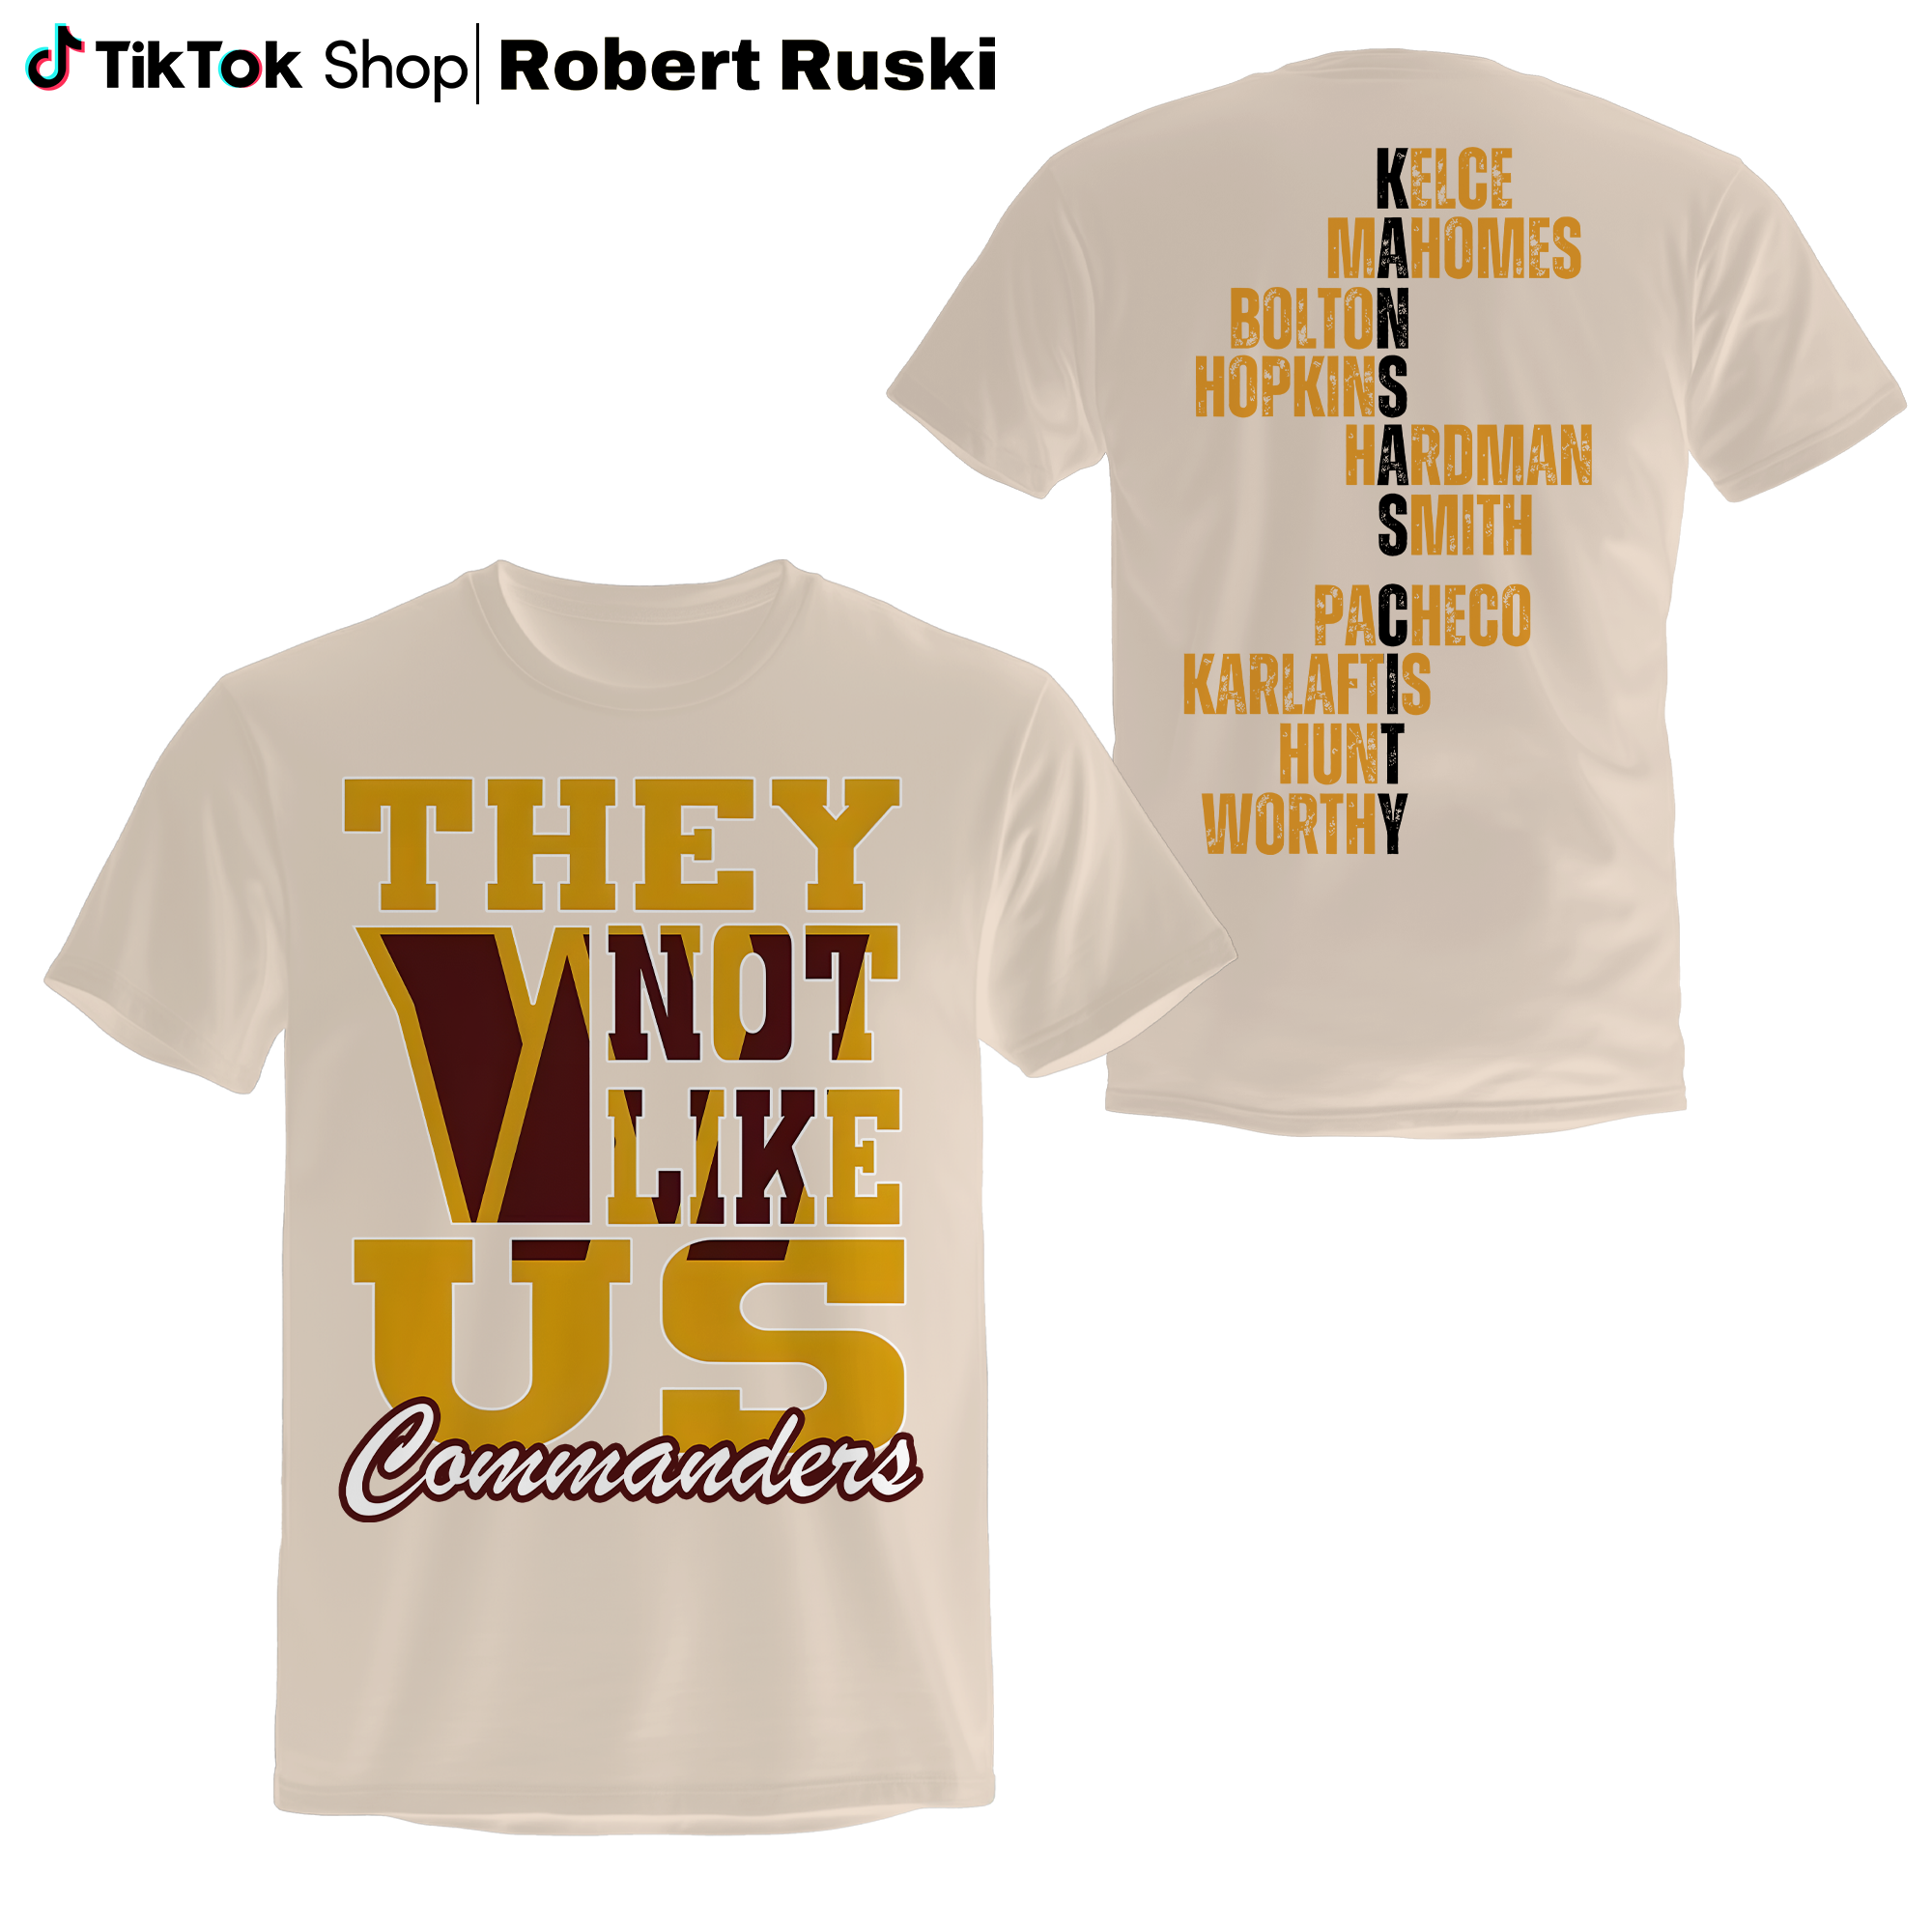 TikTok Shop | Robert Ruski
KELCE
MAHOMES
BOLTON
HOPKINS
HARDMAN
SMITH
PACHECO
KARLAFTIS
HUNT
WORTHY
THEY
NOT
LIKE
US
Commanders